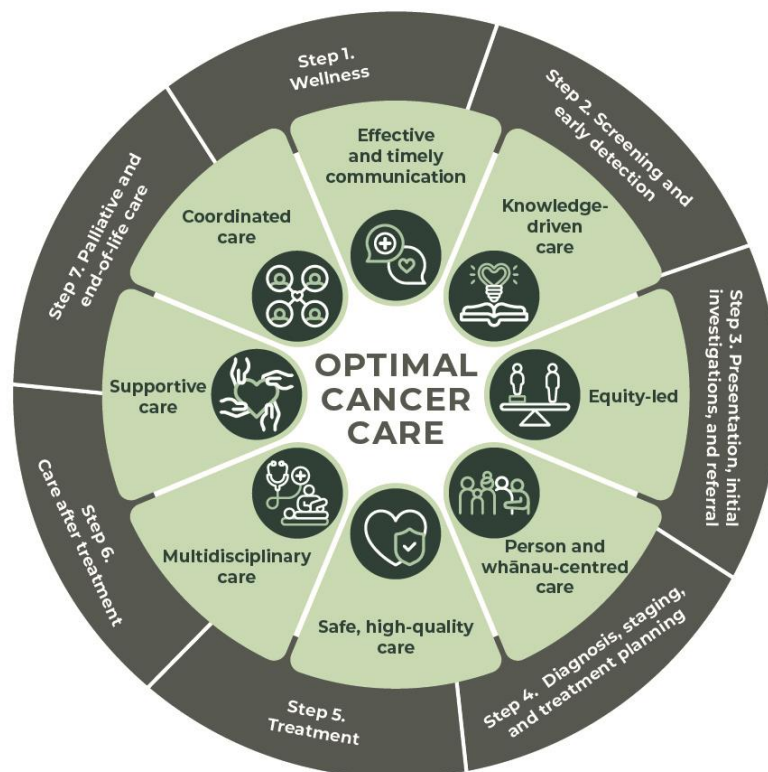 OPTIMAL
CANCER
CARE
Step 1.
Wellness
Step 2. Screening and
early detection
Step 3. Presentation, initial
investigations, and referral
Step 4. Diagnosis, staging,
and treatment planning
Step 5.
Treatment
Step 6.
Care after treatment
Step 7. Palliative and
end-of-life care
Effective
and timely
communication
Knowledge-
driven
care
Equity-led
Person and
whānau-centred
care
Safe, high-quality
care
Multidisciplinary
care
Supportive
care
Coordinated
care